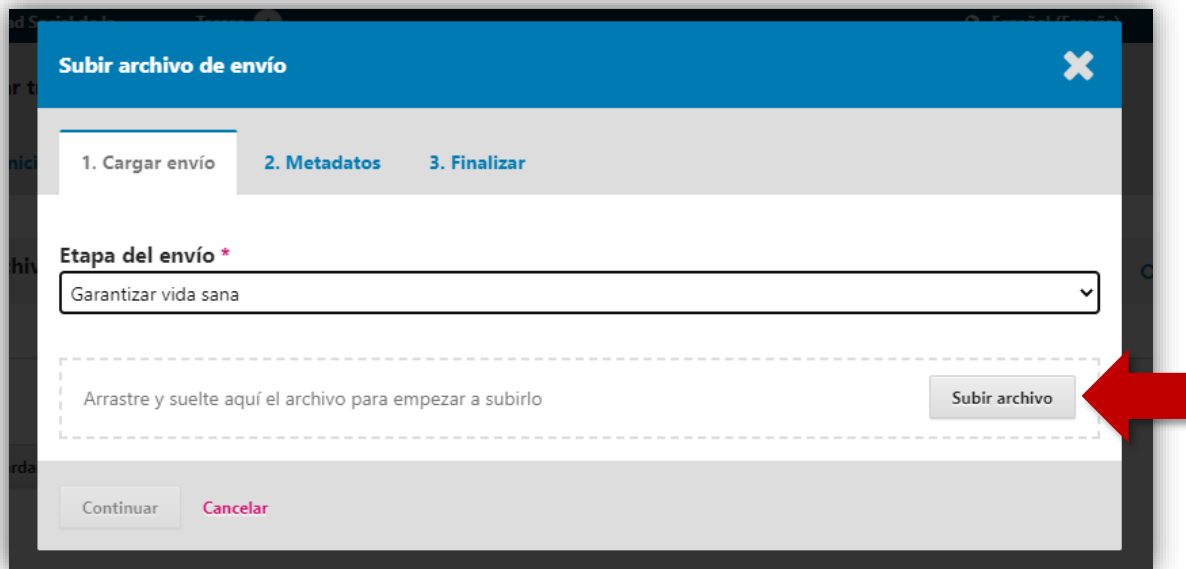 Subir archivo de envío
1. Cargar envío 2. Metadatos 3. Finalizar
Etapa del envío *
Garantizar vida sana
Arrastre y suelte aquí el archivo para empezar a subirlo
Subir archivo
Continuar Cancelar